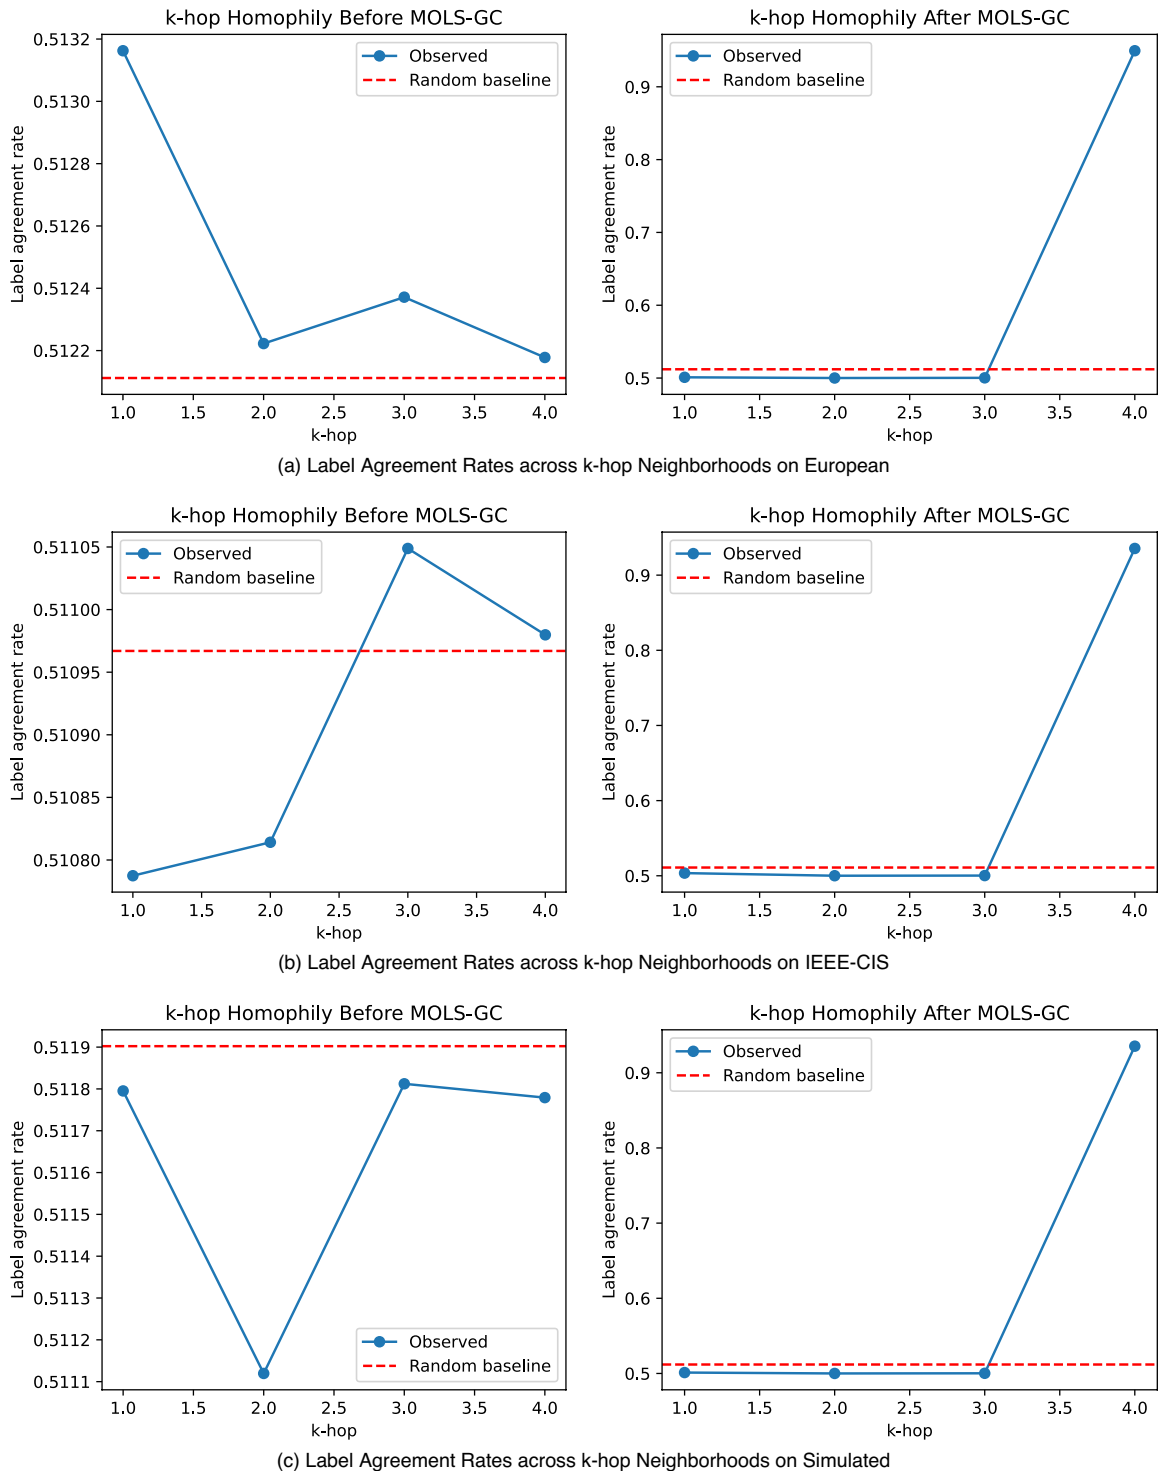 k-hop Homophily Before MOLS-GC
Label agreement rate
0.5132
0.5130
0.5128
0.5126
0.5124
0.5122
Observed
Random baseline
1.0 1.5 2.0 2.5 3.0 3.5 4.0
k-hop
k-hop Homophily After MOLS-GC
Label agreement rate
0.9
0.8
0.7
0.6
0.5
Observed
Random baseline
1.0 1.5 2.0 2.5 3.0 3.5 4.0
k-hop
(a) Label Agreement Rates across k-hop Neighborhoods on European
k-hop Homophily Before MOLS-GC
Label agreement rate
0.51105
0.51100
0.51095
0.51090
0.51085
0.51080
Observed
Random baseline
1.0 1.5 2.0 2.5 3.0 3.5 4.0
k-hop
k-hop Homophily After MOLS-GC
Label agreement rate
0.9
0.8
0.7
0.6
0.5
Observed
Random baseline
1.0 1.5 2.0 2.5 3.0 3.5 4.0
k-hop
(b) Label Agreement Rates across k-hop Neighborhoods on IEEE-CIS
k-hop Homophily Before MOLS-GC
Label agreement rate
0.5119
0.5118
0.5117
0.5116
0.5115
0.5114
0.5113
0.5112
0.5111
Observed
Random baseline
1.0 1.5 2.0 2.5 3.0 3.5 4.0
k-hop
k-hop Homophily After MOLS-GC
Label agreement rate
0.9
0.8
0.7
0.6
0.5
Observed
Random baseline
1.0 1.5 2.0 2.5 3.0 3.5 4.0
k-hop
(c) Label Agreement Rates across k-hop Neighborhoods on Simulated